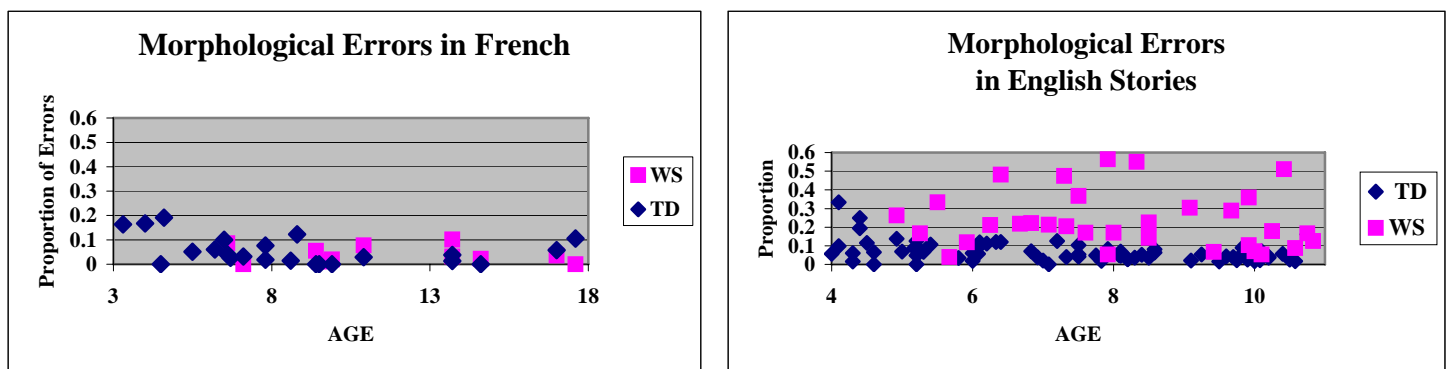 Morphological Errors in French
Proportion of Errors
0.6
0.5
0.4
0.3
0.2
0.1
0
3 8 13 18
AGE
WS
TD
Morphological Errors
in English Stories
Proportion
0.6
0.5
0.4
0.3
0.2
0.1
0
4 6 8 10
AGE
TD
WS